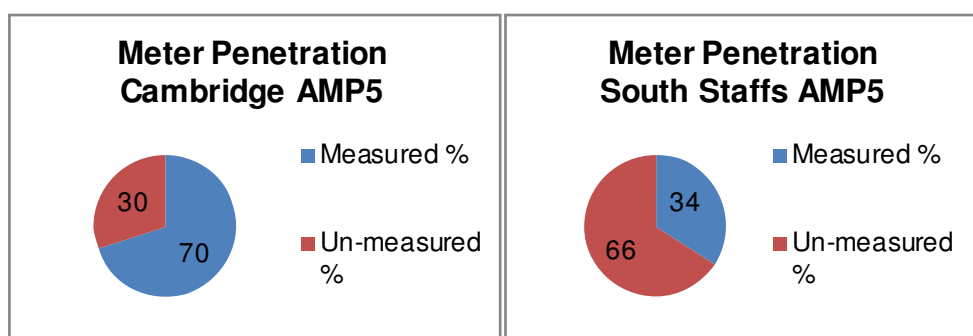 Meter Penetration
Cambridge AMP5
30
70
Measured %
Un-measured
%
Meter Penetration
South Staffs AMP5
34
66
Measured %
Un-measured
%